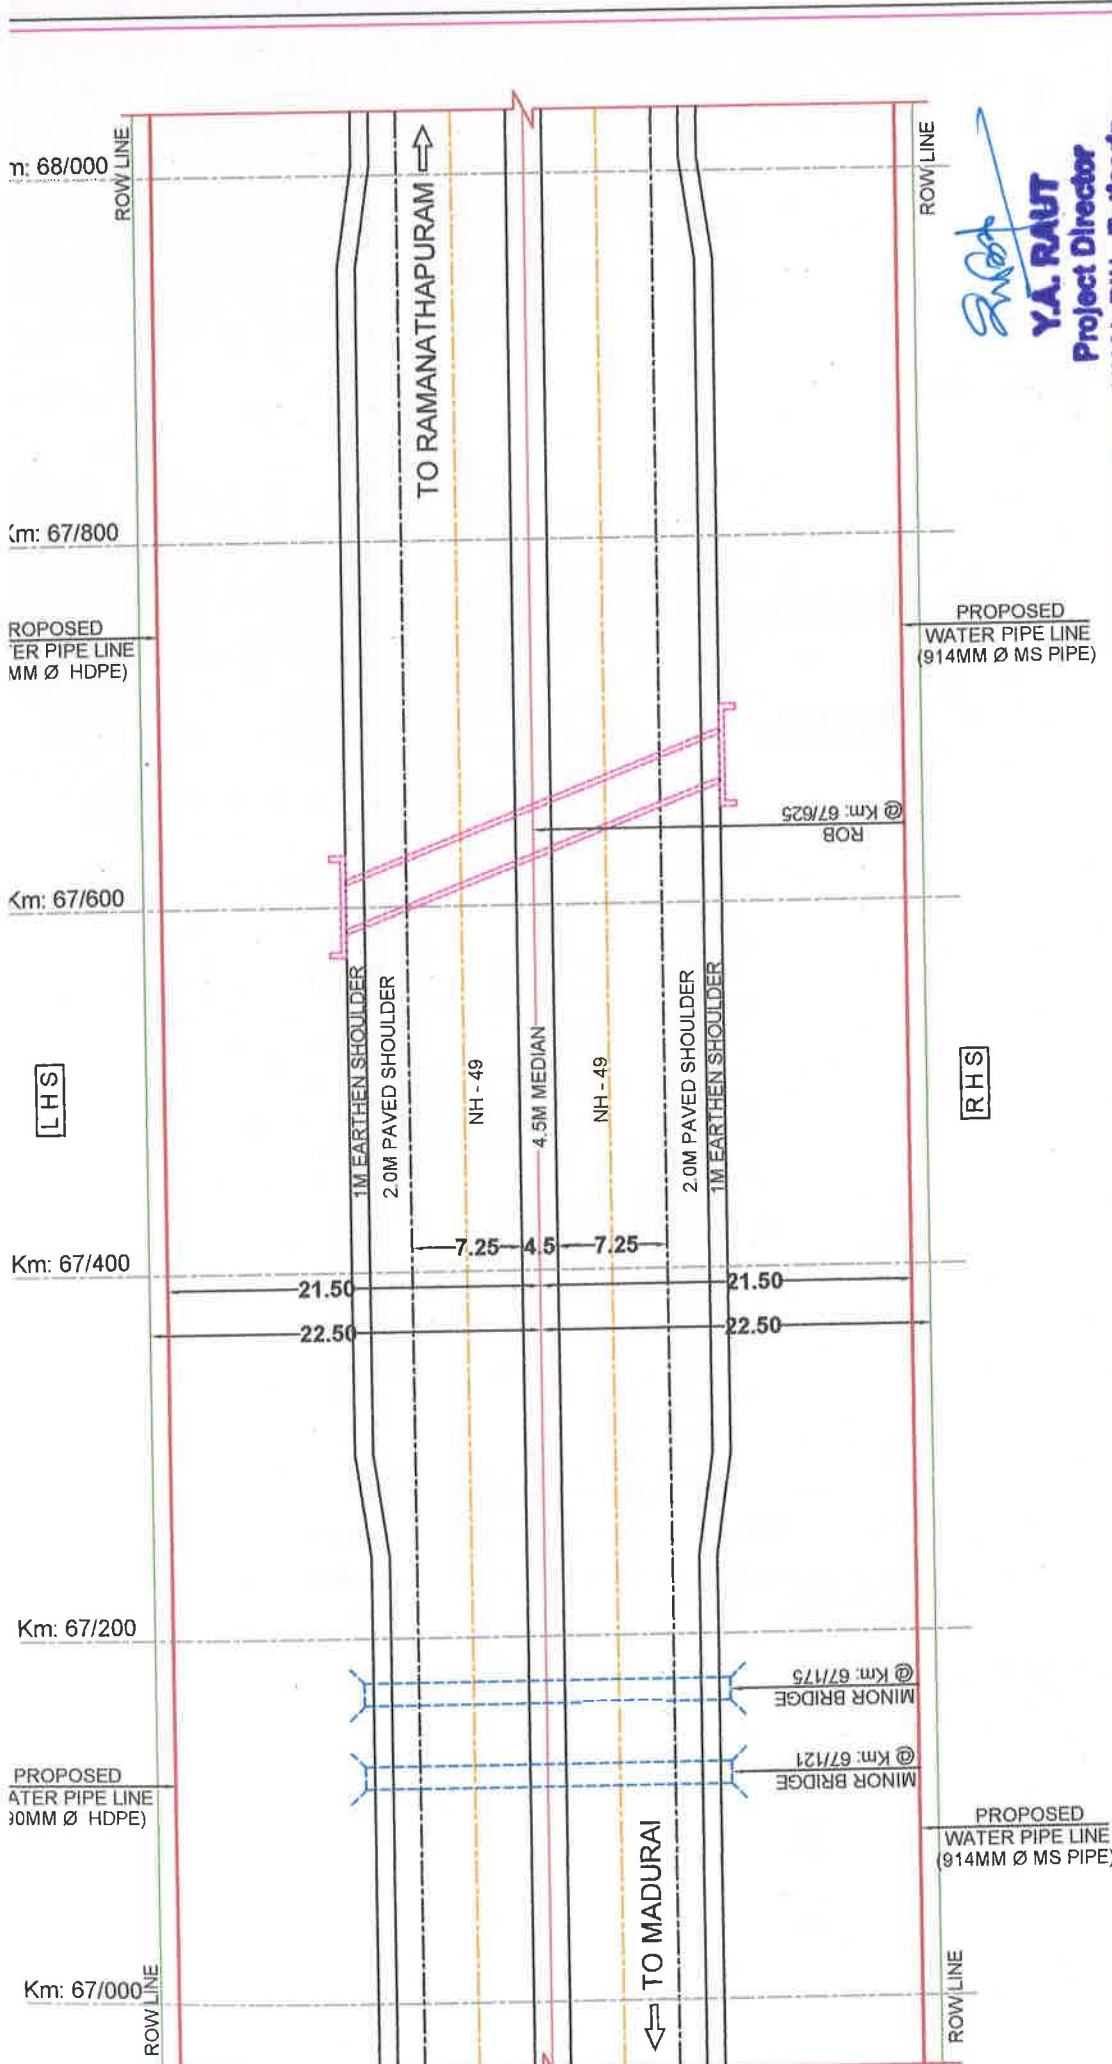 ROW LINE
ROW LINE
m: 68/000
TO RAMANATHAPURAM
Y.A. RAUT
Project Director
Km: 67/800
ROPOSED
TER PIPE LINE
MM Ø HDPE)
PROPOSED
WATER PIPE LINE
(914MM Ø MS PIPE)
ROB
@ Km: 67/625
Km: 67/600
LHS
1M EARTHEN SHOULDER
2.0M PAVED SHOULDER
NH - 49
4.5M MEDIAN
NH - 49
2.0M PAVED SHOULDER
1M EARTHEN SHOULDER
RHS
7.25 4.5 7.25
Km: 67/400
21.50 21.50
22.50 22.50
Km: 67/200
MINOR BRIDGE
@ Km: 67/175
MINOR BRIDGE
@ Km: 67/121
PROPOSED
ATER PIPE LINE
90MM Ø HDPE)
PROPOSED
WATER PIPE LINE
(914MM Ø MS PIPE)
TO MADURAI
Km: 67/000
ROW LINE
ROW LINE